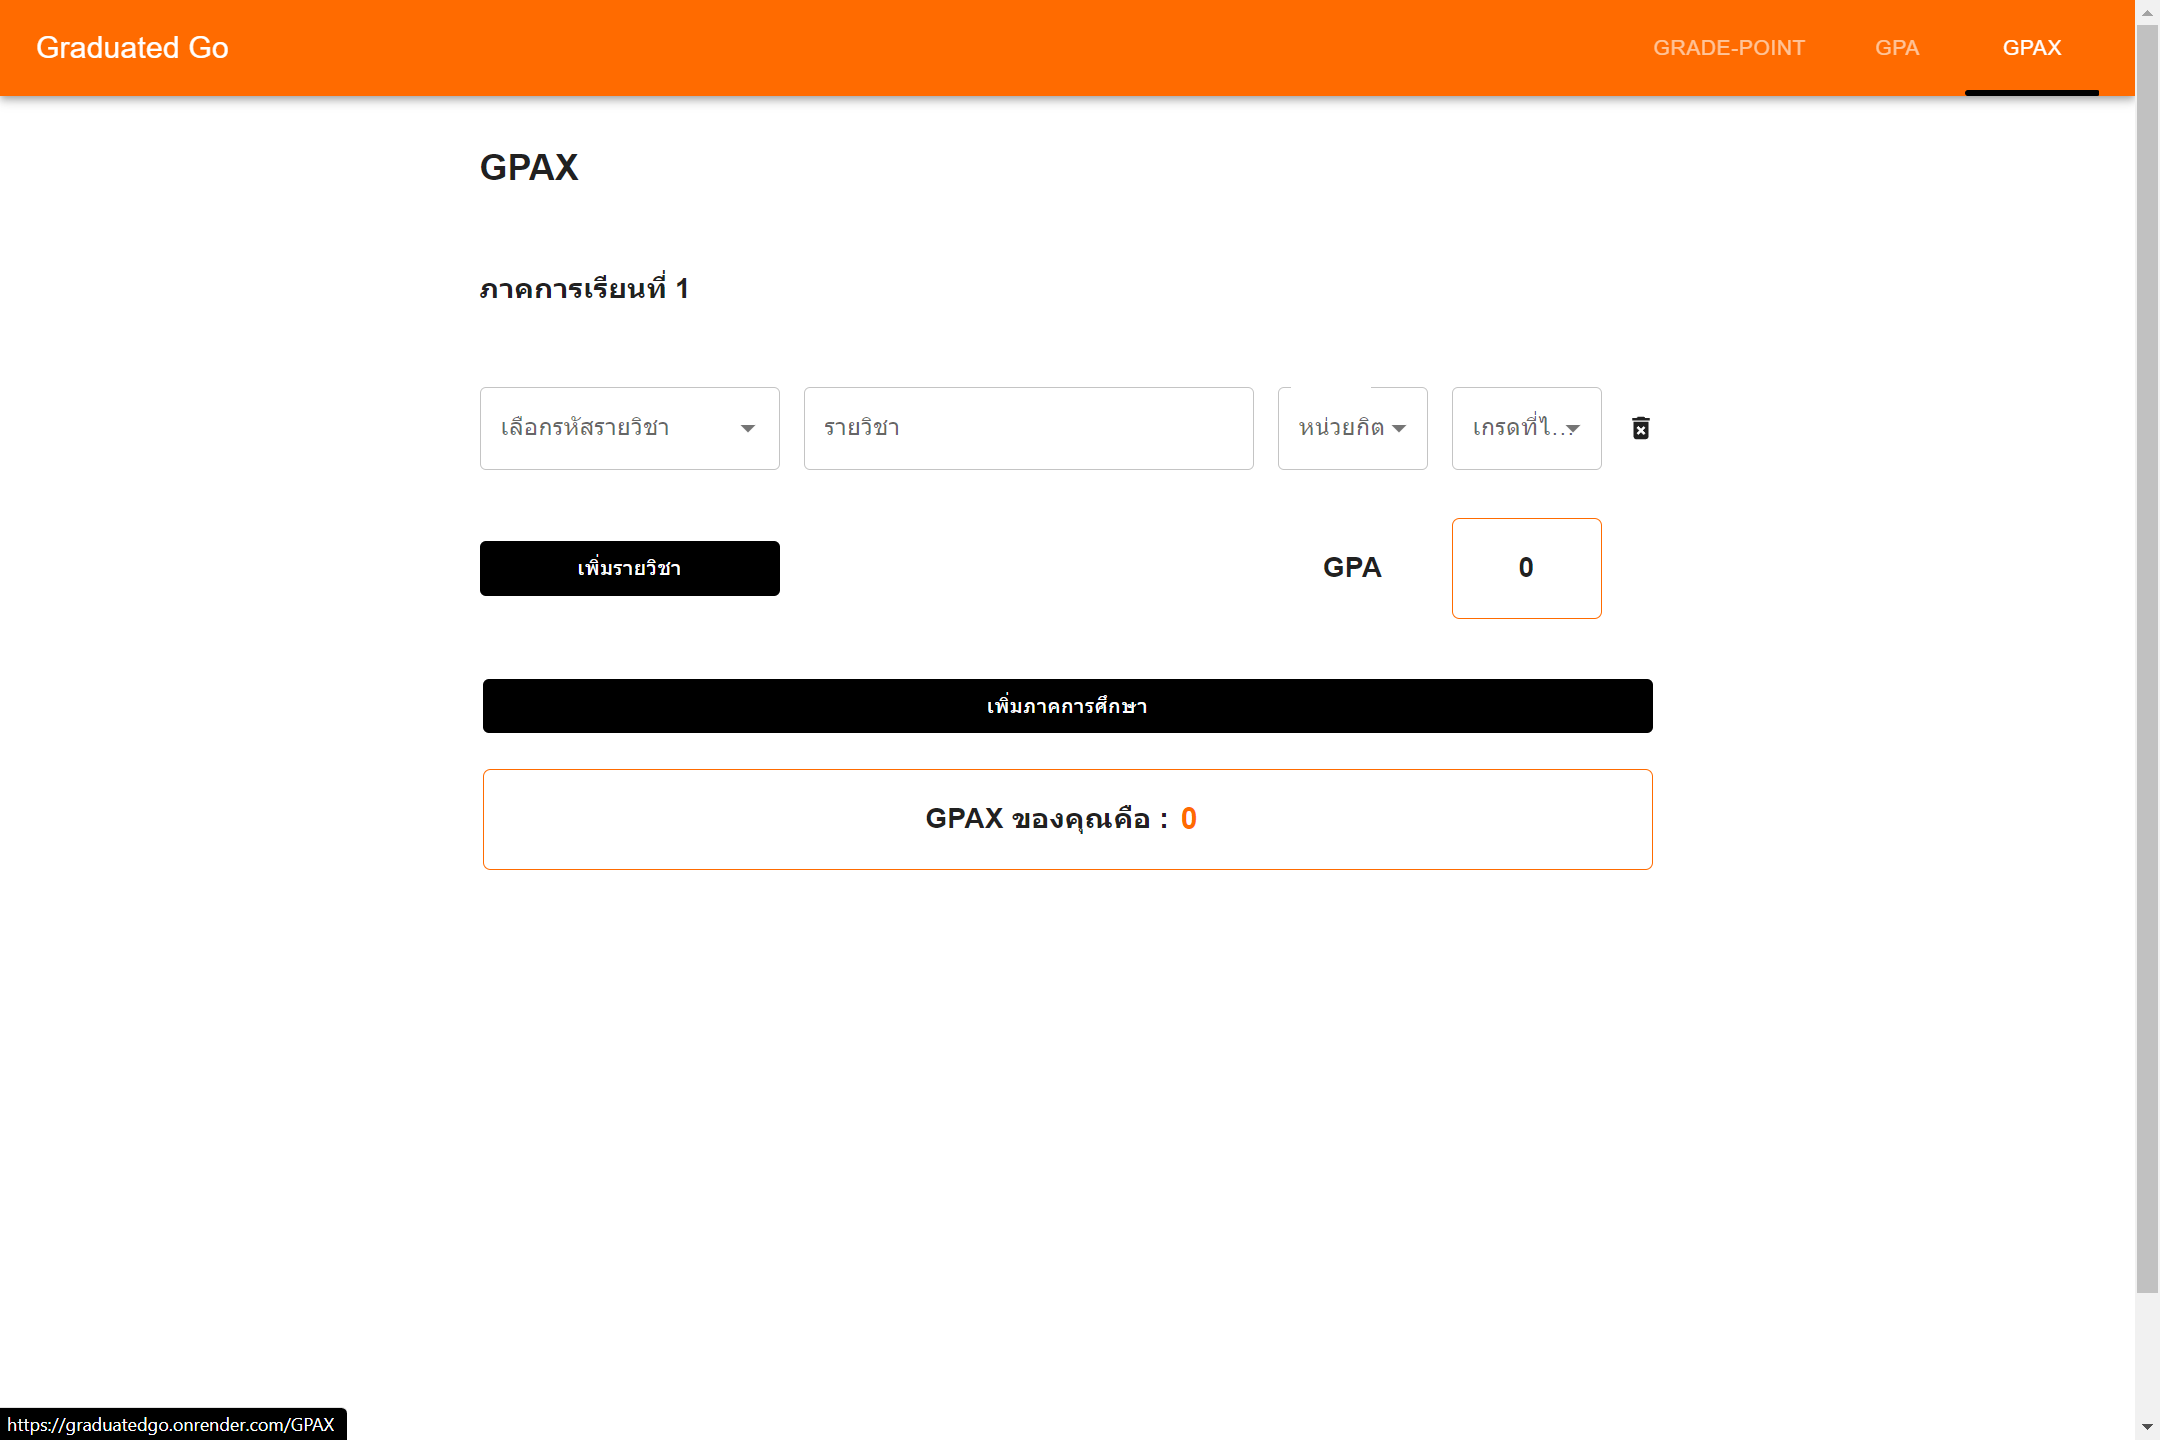 Graduated Go
GRADE-POINT
GPA
GPAX
GPAX
ภาคการเรียนที่ 1
เลือกรหัสรายวิชา
รายวิชา
หน่วยกิต
เกรดที่ไ...
เพิ่มรายวิชา
GPA
0
เพิ่มภาคการศึกษา
GPAX ของคุณคือ : 0
https://graduatedgo.onrender.com/GPAX